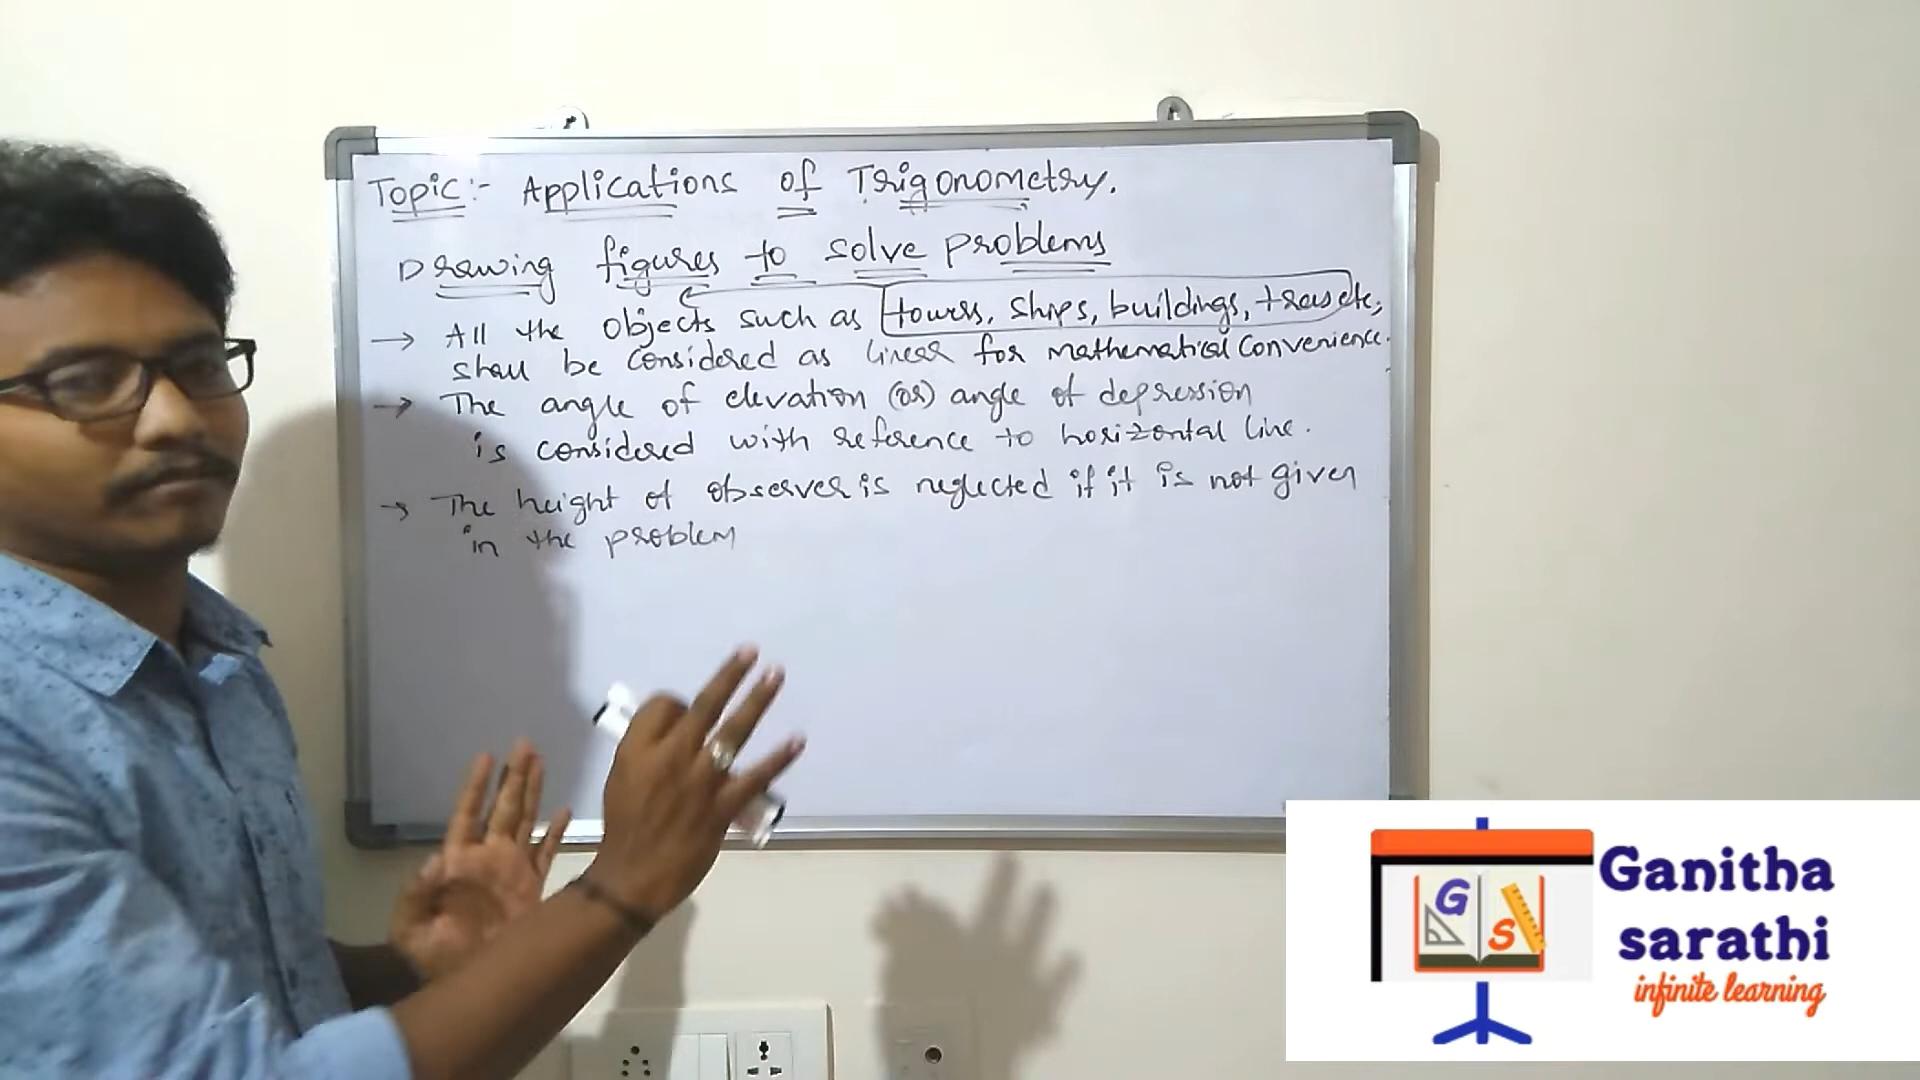 Topic:- Applications of Trigonometry.
Drawing figures to solve problems
→ All the objects such as towers, ships, buildings, trees etc,
shall be considered as linear for mathematical convenience.
→ The angle of elevation (or) angle of depression
is considered with reference to horizontal line.
→ The height of observer is neglected if it is not given
in the problem
G S
Ganitha
sarathi
infinite learning